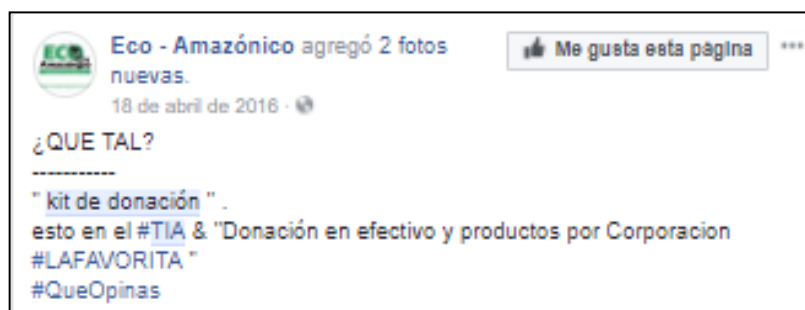 ECO
Amazónico
Eco - Amazónico agregó 2 fotos
nuevas.
18 de abril de 2016 ·
Me gusta esta página
¿QUE TAL?
-----------
" kit de donación " .
esto en el #TIA & "Donación en efectivo y productos por Corporacion
#LAFAVORITA "
#QueOpinas